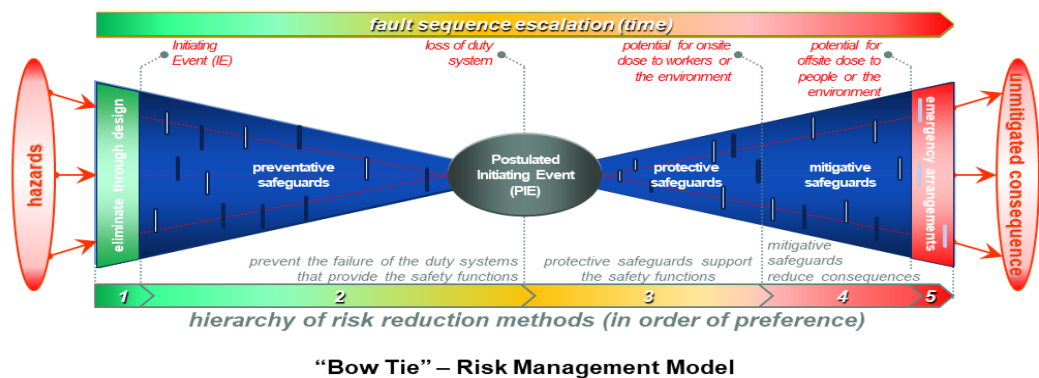 fault sequence escalation (time)
Initiating
Event (IE)
loss of duty
system
potential for onsite
dose to workers or
the environment
potential for
offsite dose to
people or the
environment
hazards
eliminate through design
preventative
safeguards
Postulated
Initiating Event
(PIE)
protective
safeguards
mitigative
safeguards
emergency arrangements
unmitigated consequence
prevent the failure of the duty systems
that provide the safety functions
protective safeguards support
the safety functions
mitigative
safeguards
reduce consequences
1
2
3
4
5
hierarchy of risk reduction methods (in order of preference)
“Bow Tie” – Risk Management Model